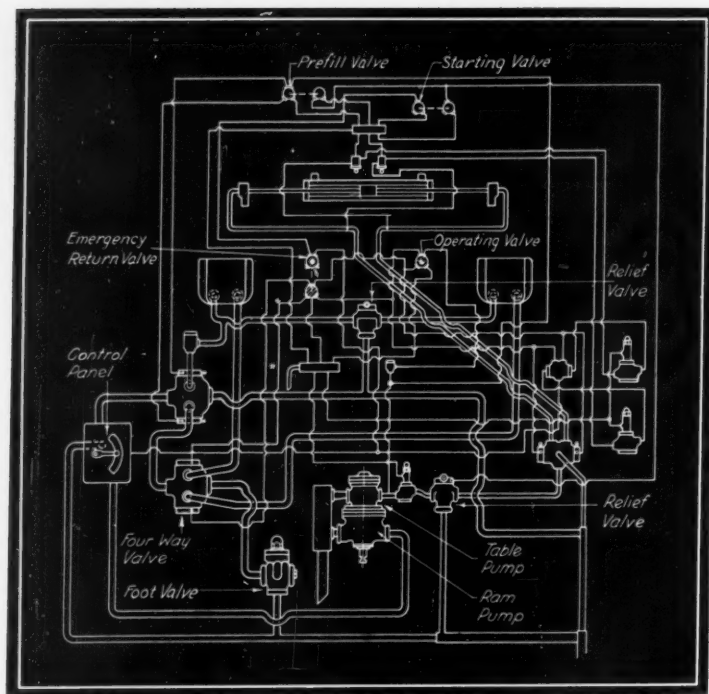 Prefill Valve
Starting Valve
Emergency
Return Valve
Operating Valve
Relief
Valve
Control
Panel
Four Way
Valve
Foot Valve
Relief
Valve
Table
Pump
Ram
Pump